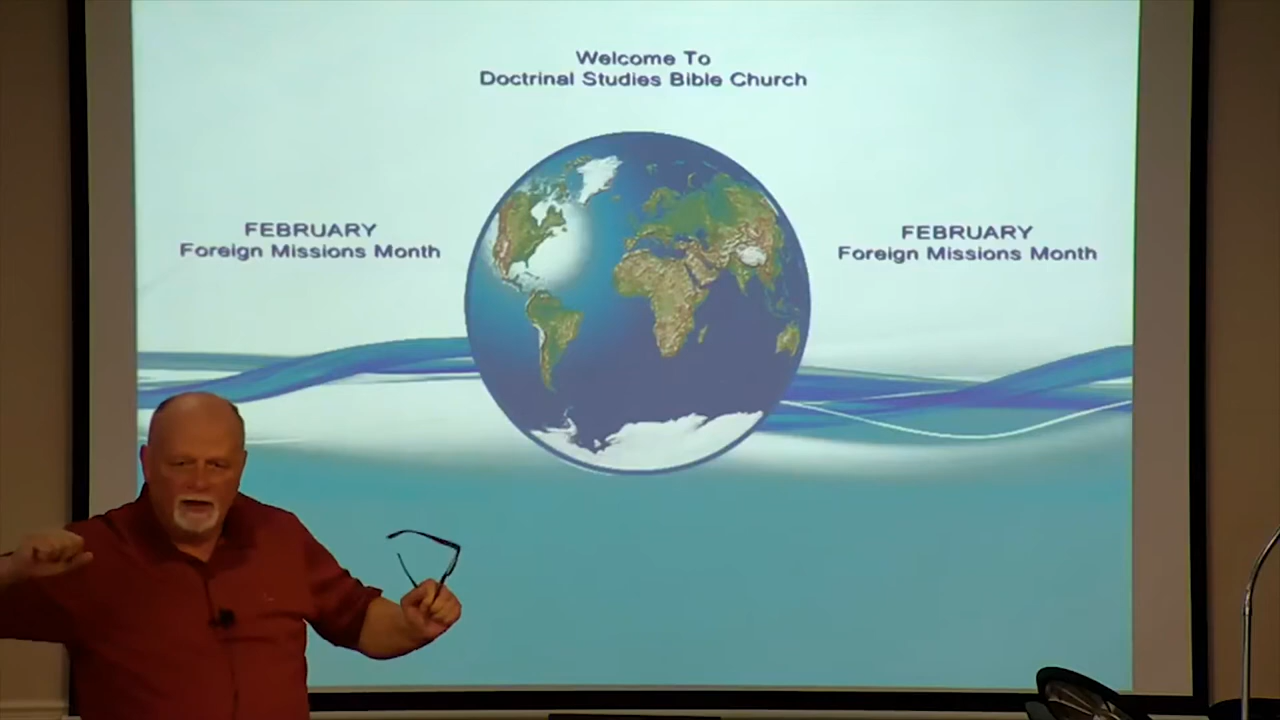 Welcome To
Doctrinal Studies Bible Church
FEBRUARY
Foreign Missions Month
FEBRUARY
Foreign Missions Month